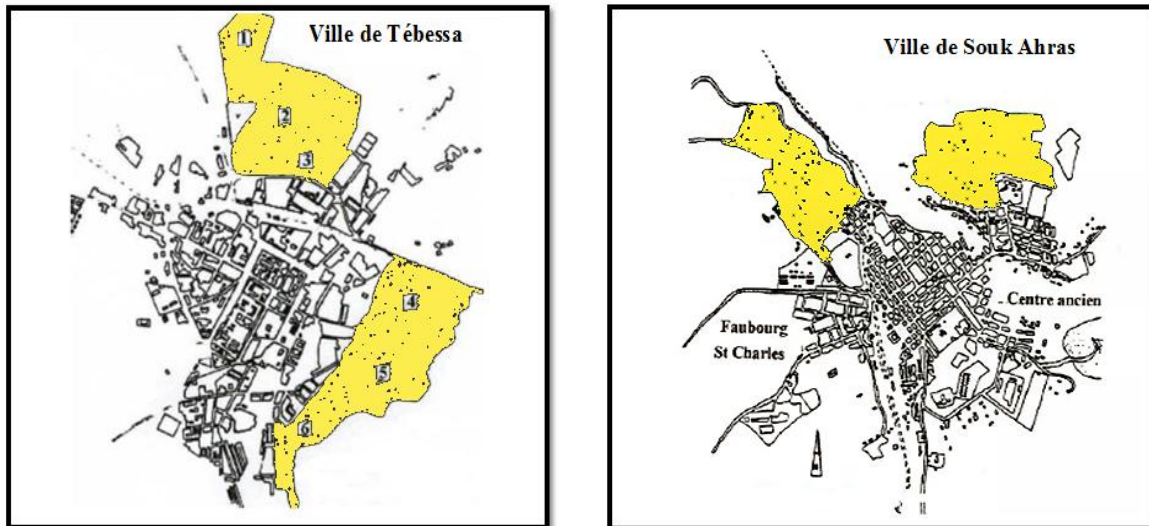 Ville de Tébessa
1
2
3
4
5
6
Ville de Souk Ahras
Centre ancien
Faubourg
St Charles